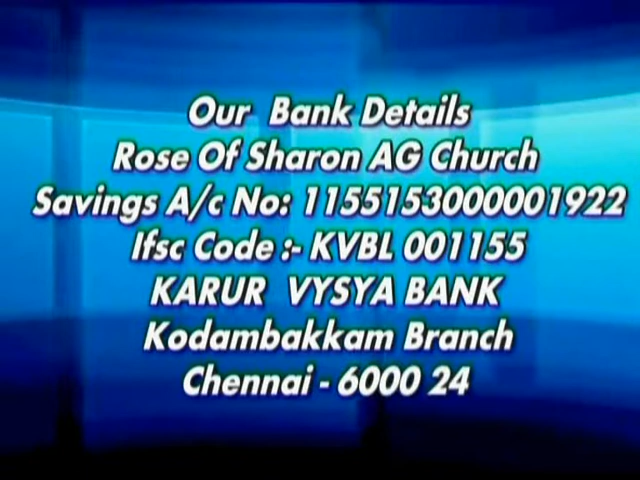 Our Bank Details
Rose Of Sharon AG Church
Savings A/c No: 1155153000001922
Ifsc Code :- KVBL 001155
KARUR VYSYA BANK
Kodambakkam Branch
Chennai - 6000 24